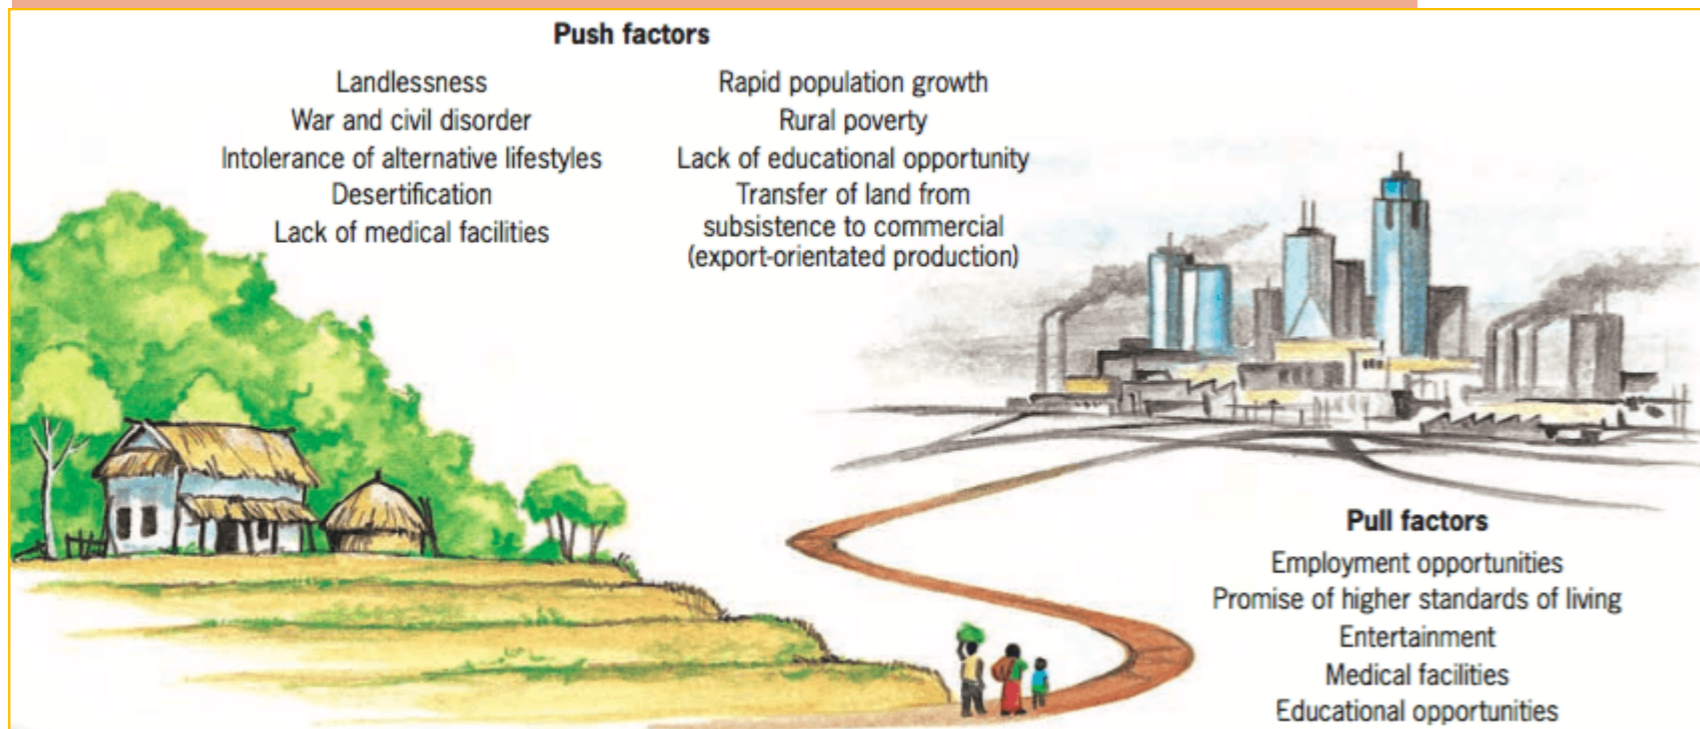 Push factors
Landlessness
War and civil disorder
Intolerance of alternative lifestyles
Desertification
Lack of medical facilities
Rapid population growth
Rural poverty
Lack of educational opportunity
Transfer of land from
subsistence to commercial
(export-orientated production)
Pull factors
Employment opportunities
Promise of higher standards of living
Entertainment
Medical facilities
Educational opportunities